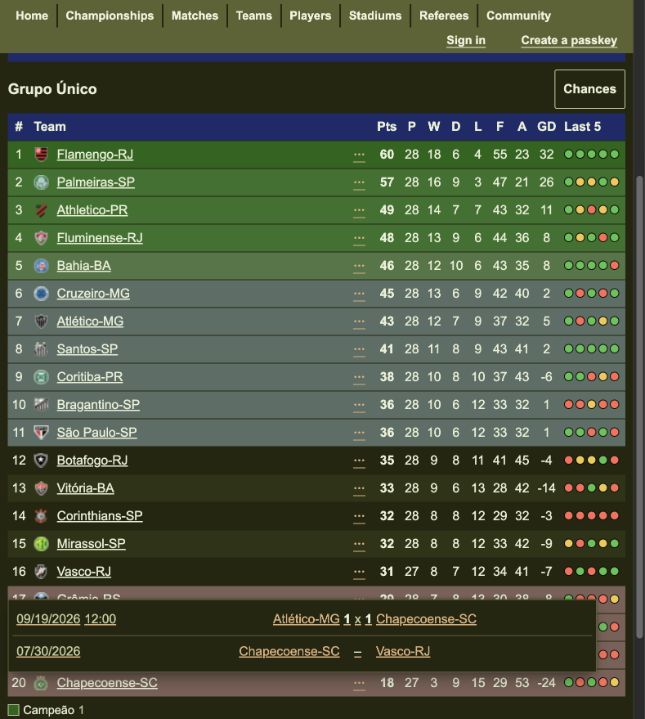 Home Championships Matches Teams Players Stadiums Referees Community
Sign in Create a passkey
Grupo Único Chances
# Team Pts P W D L F A GD Last 5
1 Flamengo-RJ ... 60 28 18 6 4 55 23 32
2 Palmeiras-SP ... 57 28 16 9 3 47 21 26
3 Athletico-PR ... 49 28 14 7 7 43 32 11
4 Fluminense-RJ ... 48 28 13 9 6 44 36 8
5 Bahia-BA ... 46 28 12 10 6 43 35 8
6 Cruzeiro-MG ... 45 28 13 6 9 42 40 2
7 Atlético-MG ... 43 28 12 7 9 37 32 5
8 Santos-SP ... 41 28 11 8 9 43 41 2
9 Coritiba-PR ... 38 28 10 8 10 37 43 -6
10 Bragantino-SP ... 36 28 10 6 12 33 32 1
11 São Paulo-SP ... 36 28 10 6 12 33 32 1
12 Botafogo-RJ ... 35 28 9 8 11 41 45 -4
13 Vitória-BA ... 33 28 9 6 13 28 42 -14
14 Corinthians-SP ... 32 28 8 8 12 29 32 -3
15 Mirassol-SP ... 32 28 8 8 12 33 42 -9
16 Vasco-RJ ... 31 27 8 7 12 34 41 -7
17 Grêmio-RS
09/19/2026 12:00 Atlético-MG 1 x 1 Chapecoense-SC
07/30/2026 Chapecoense-SC – Vasco-RJ
20 Chapecoense-SC ... 18 27 3 9 15 29 53 -24
Campeão 1